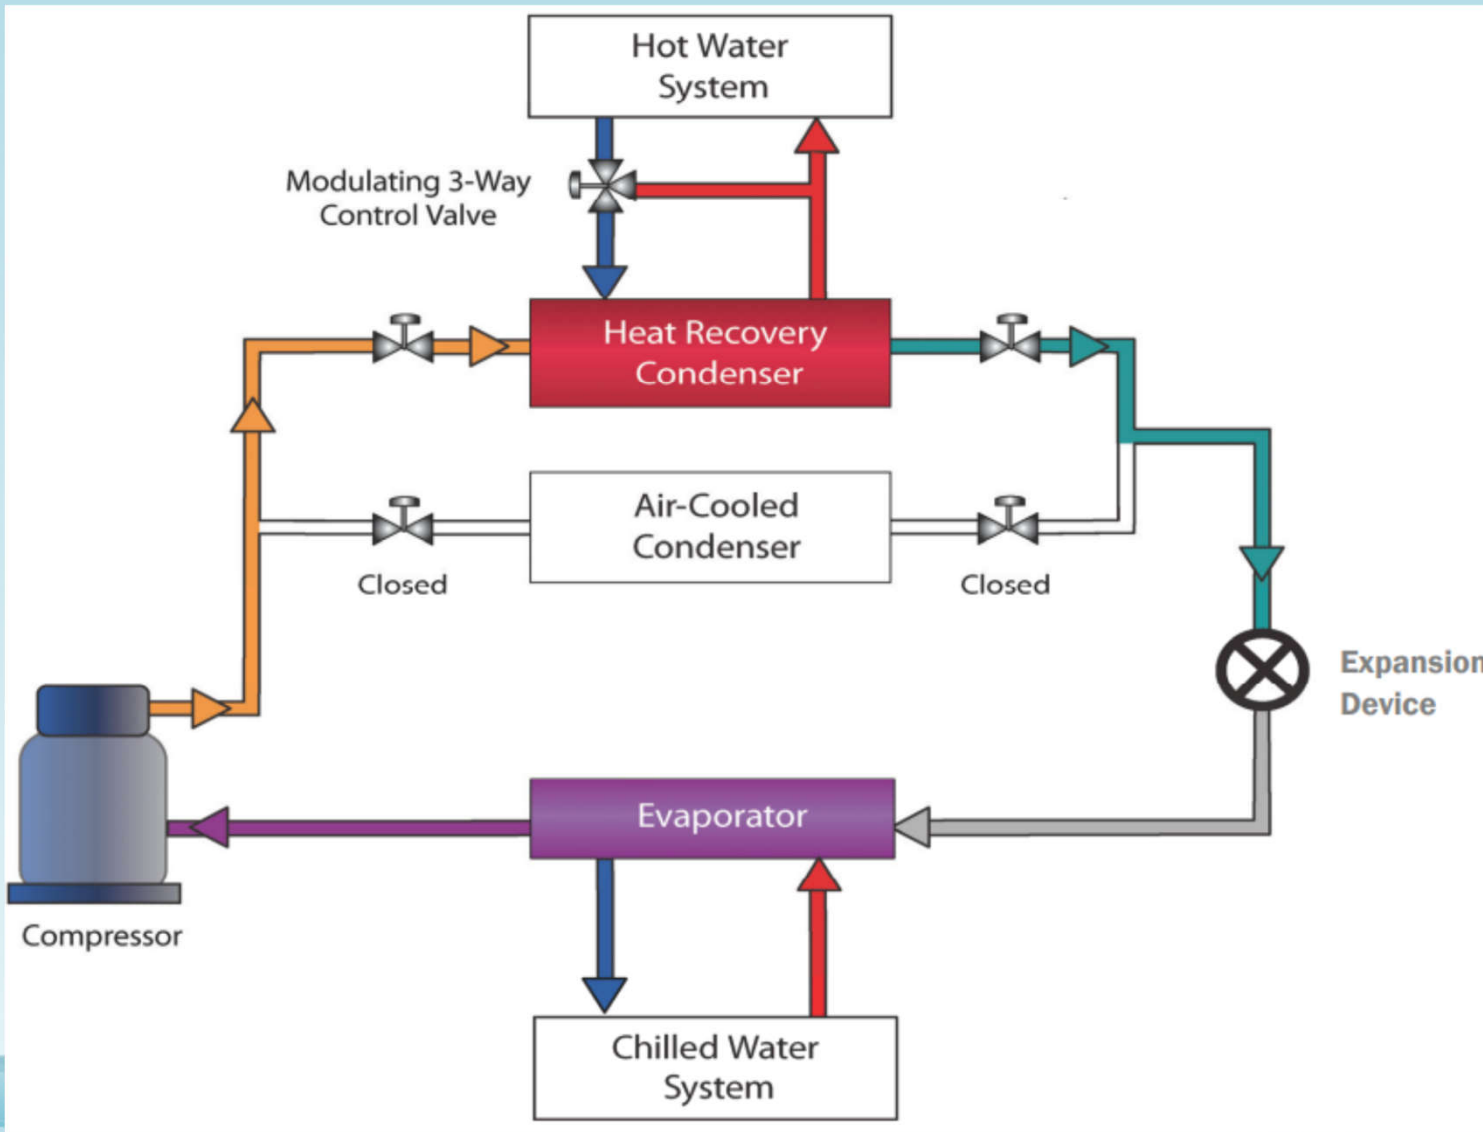 Hot Water
System
Modulating 3-Way
Control Valve
Heat Recovery
Condenser
Air-Cooled
Condenser
Closed
Closed
Expansion
Device
Evaporator
Compressor
Chilled Water
System